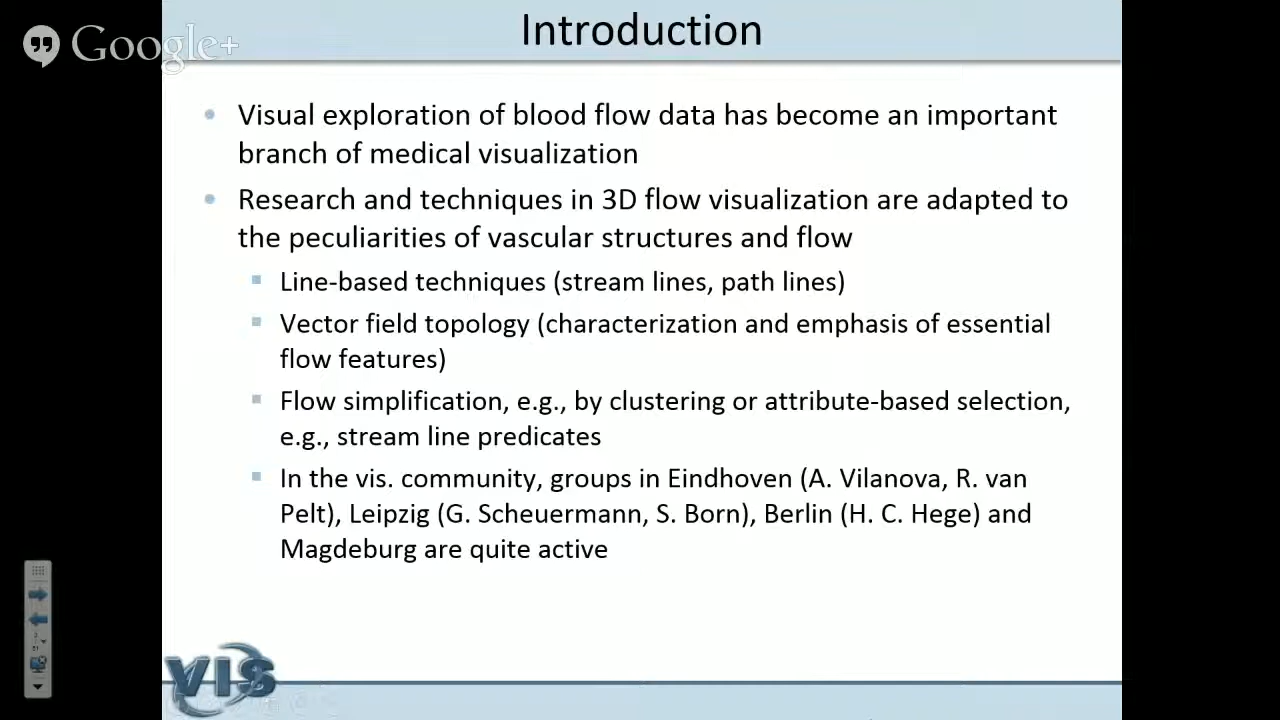 Introduction
Google+
Visual exploration of blood flow data has become an important
branch of medical visualization
Research and techniques in 3D flow visualization are adapted to
the peculiarities of vascular structures and flow
Line-based techniques (stream lines, path lines)
Vector field topology (characterization and emphasis of essential
flow features)
Flow simplification, e.g., by clustering or attribute-based selection,
e.g., stream line predicates
In the vis. community, groups in Eindhoven (A. Vilanova, R. van
Pelt), Leipzig (G. Scheuermann, S. Born), Berlin (H. C. Hege) and
Magdeburg are quite active
VIS